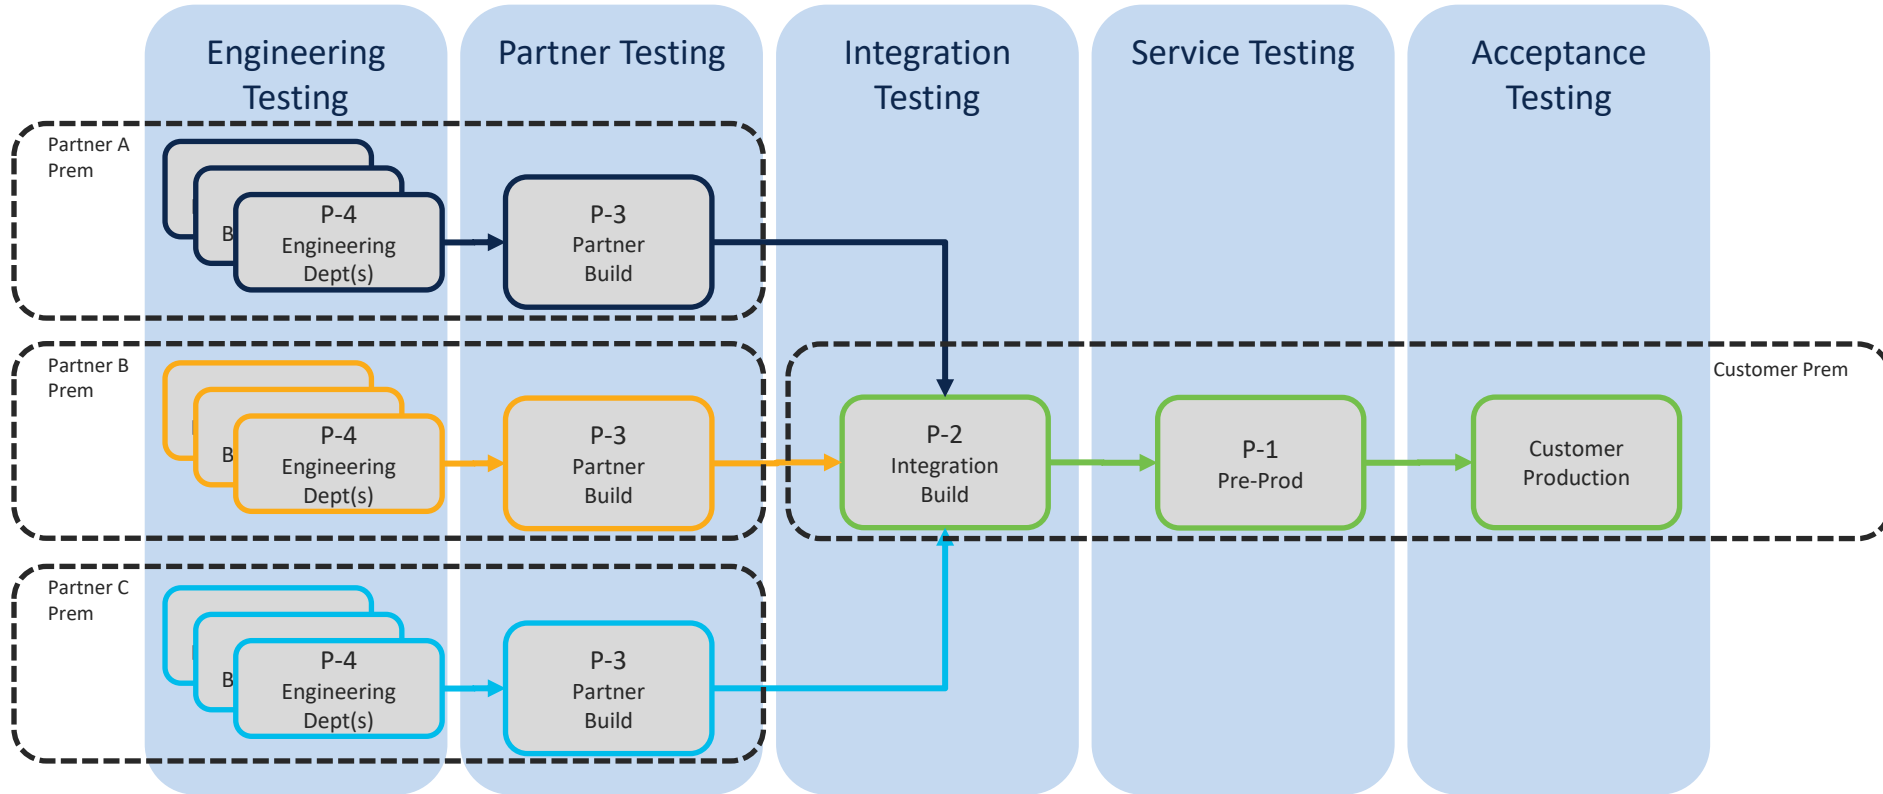 Engineering
Testing
Partner Testing
Integration
Testing
Service Testing
Acceptance
Testing
Partner A
Prem
P-4
Engineering
Dept(s)
B
P-3
Partner
Build
Partner B
Prem
P-4
Engineering
Dept(s)
B
P-3
Partner
Build
Customer Prem
P-2
Integration
Build
P-1
Pre-Prod
Customer
Production
Partner C
Prem
P-4
Engineering
Dept(s)
B
P-3
Partner
Build